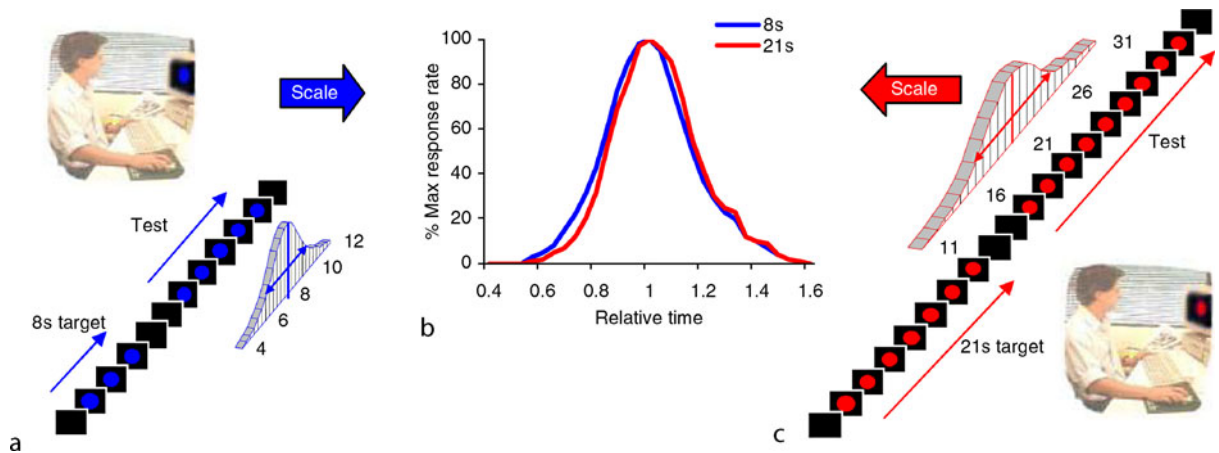 a
Test
8s target
4
6
8
10
12
Scale
8s
21s
100
80
60
40
20
0
% Max response rate
0.4 0.6 0.8 1 1.2 1.4 1.6
Relative time
b
Scale
31
26
21
16
11
Test
21s target
c